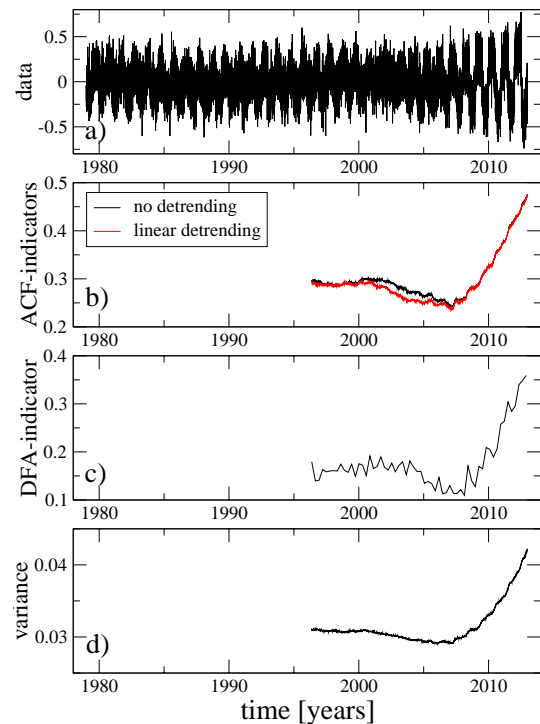 0.5
0
-0.5
data
a)
1980 1990 2000 2010
0.5
0.4
0.3
0.2
ACF-indicators
no detrending
linear detrending
b)
1980 1990 2000 2010
0.4
0.3
0.2
0.1
DFA-indicator
c)
1980 1990 2000 2010
0.04
0.03
variance
d)
1980 1990 2000 2010
time [years]